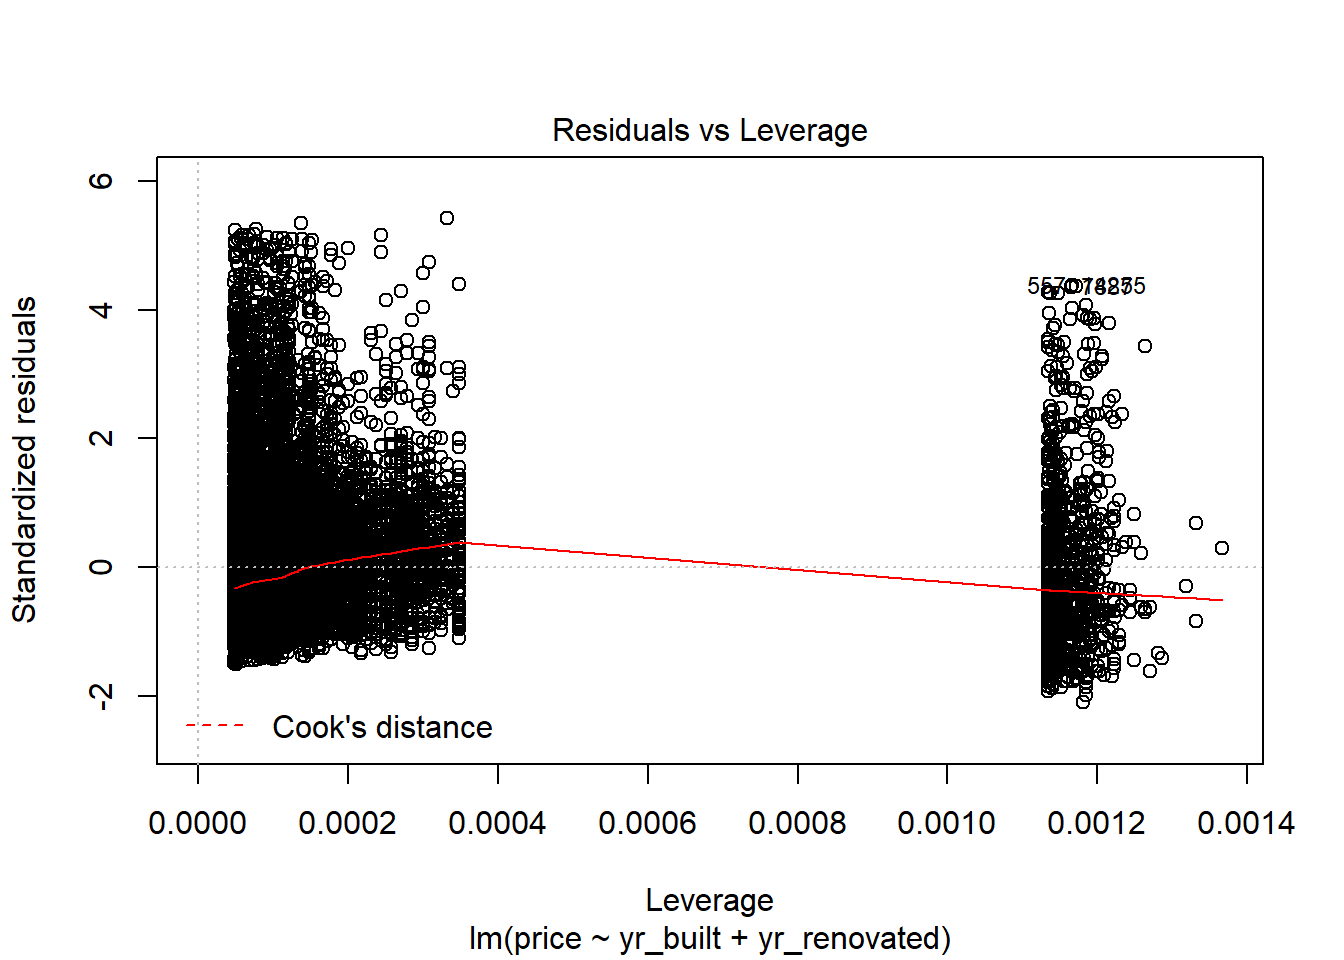 Residuals vs Leverage
Standardized residuals
6
4
2
0
-2
Cook's distance
0.0000 0.0002 0.0004 0.0006 0.0008 0.0010 0.0012 0.0014
Leverage
lm(price ~ yr_built + yr_renovated)